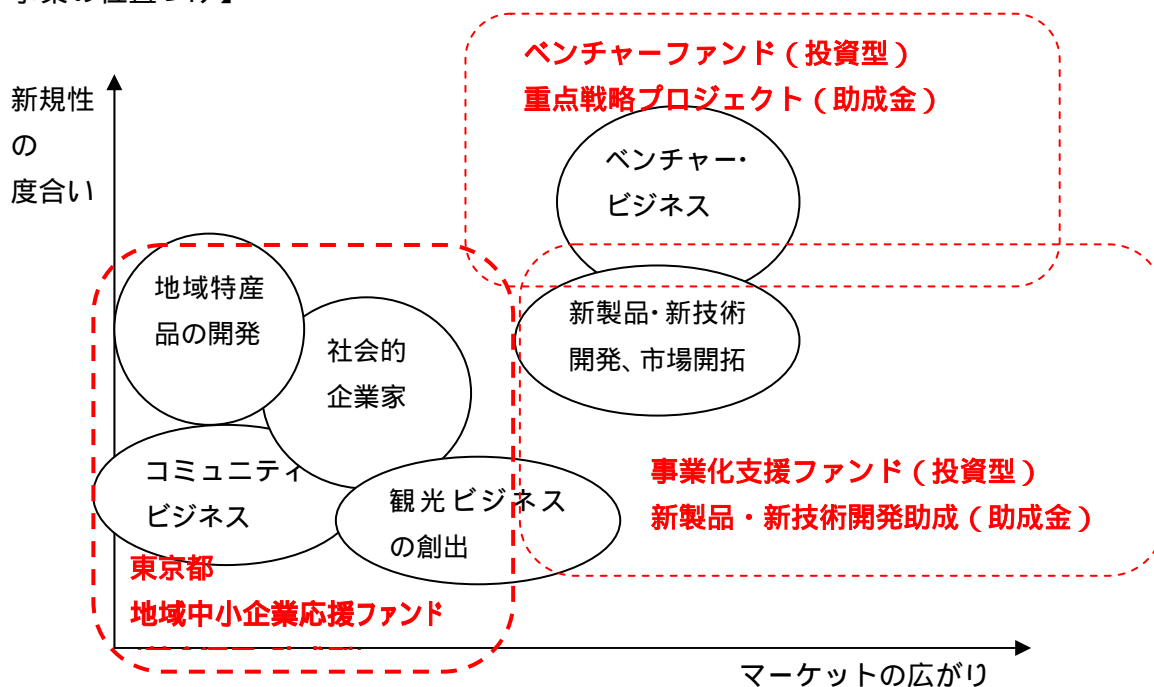 事業の位置づけ】
ベンチャーファンド（投資型）
重点戦略プロジェクト（助成金）
新規性
の
度合い
ベンチャー・
ビジネス
地域特産
品の開発
社会的
企業家
新製品・新技術
開発、市場開拓
コミュニティ
ビジネス
観光ビジネス
の創出
事業化支援ファンド（投資型）
新製品・新技術開発助成（助成金）
東京都
地域中小企業応援ファンド
マーケットの広がり